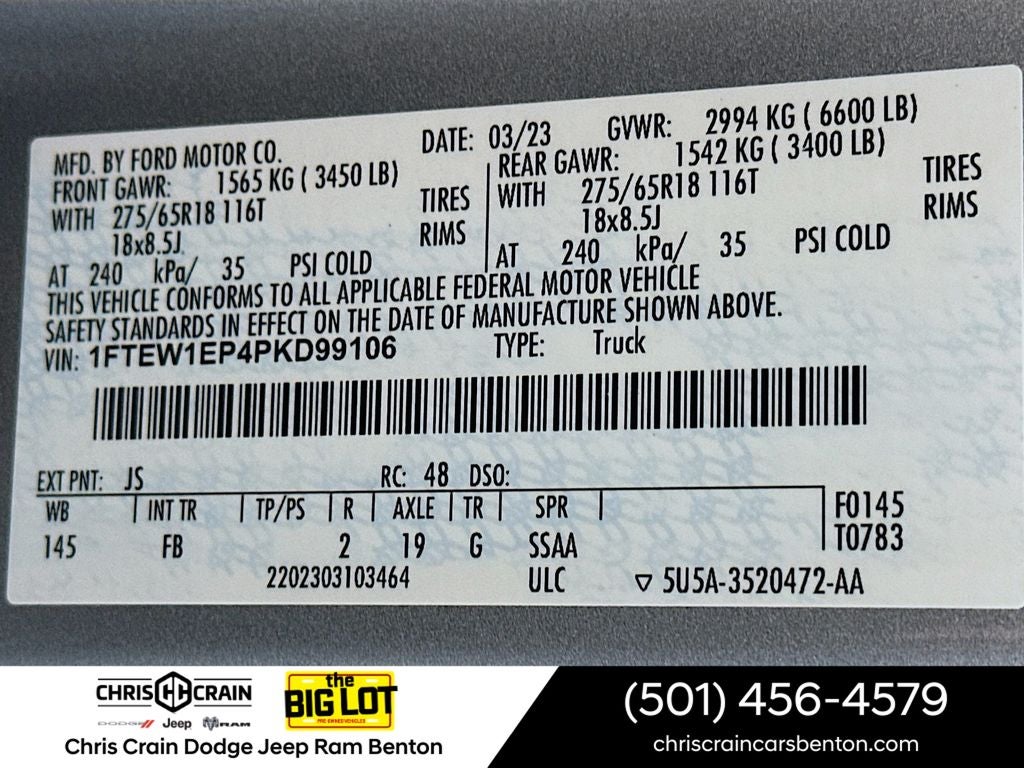 MFD. BY FORD MOTOR CO. DATE: 03/23 GVWR: 2994 KG ( 6600 LB)
FRONT GAWR: 1565 KG ( 3450 LB) REAR GAWR: 1542 KG ( 3400 LB)
WITH 275/65R18 116T TIRES WITH 275/65R18 116T TIRES
18x8.5J RIMS 18x8.5J RIMS
AT 240 kPa/ 35 PSI COLD AT 240 kPa/ 35 PSI COLD
THIS VEHICLE CONFORMS TO ALL APPLICABLE FEDERAL MOTOR VEHICLE
SAFETY STANDARDS IN EFFECT ON THE DATE OF MANUFACTURE SHOWN ABOVE.
VIN: 1FTEW1EP4PKD99106 TYPE: Truck
EXT PNT: JS RC: 48 DSO:
WB INT TR TP/PS R AXLE TR SPR F0145
145 FB 2 19 G SSAA T0783
2202303103464 ULC ▽ 5U5A-3520472-AA
CHRIS CRAIN
DODGE Jeep RAM
the
BIG LOT
PRE-OWNED VEHICLES
Chris Crain Dodge Jeep Ram Benton
(501) 456-4579
chriscraincarsbenton.com